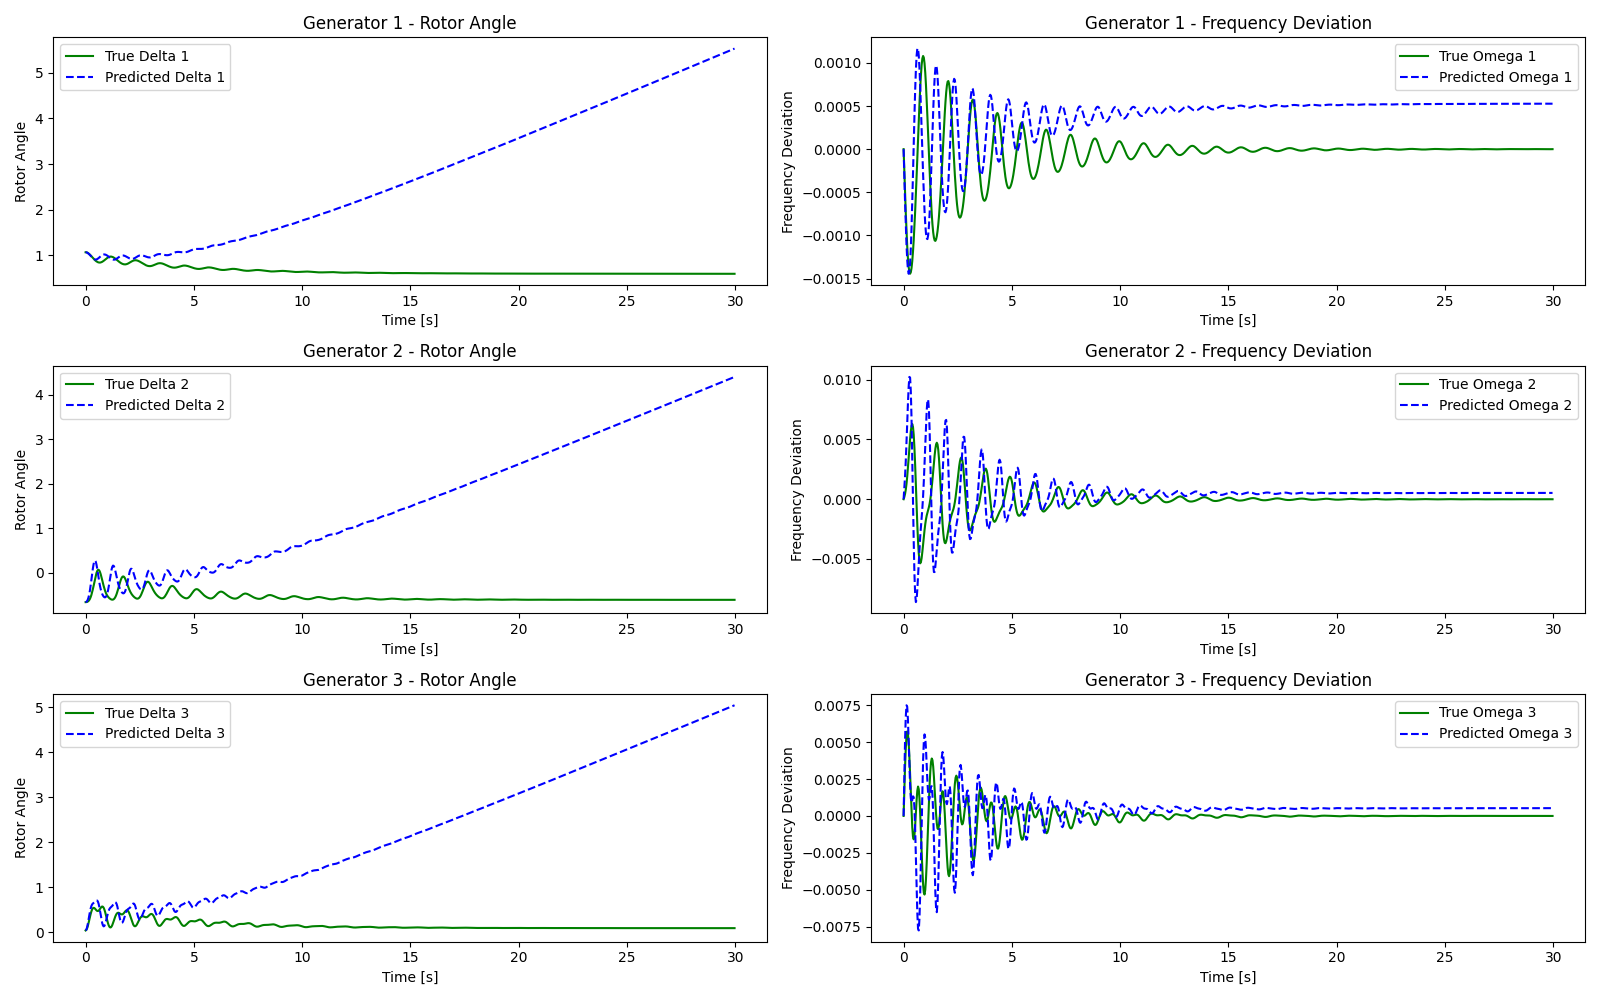 Generator 1 - Rotor Angle
True Delta 1
Predicted Delta 1
Rotor Angle
5
4
3
2
1
0 5 10 15 20 25 30
Time [s]
Generator 1 - Frequency Deviation
True Omega 1
Predicted Omega 1
Frequency Deviation
0.0010
0.0005
0.0000
−0.0005
−0.0010
−0.0015
0 5 10 15 20 25 30
Time [s]
Generator 2 - Rotor Angle
True Delta 2
Predicted Delta 2
Rotor Angle
4
3
2
1
0
0 5 10 15 20 25 30
Time [s]
Generator 2 - Frequency Deviation
True Omega 2
Predicted Omega 2
Frequency Deviation
0.010
0.005
0.000
−0.005
0 5 10 15 20 25 30
Time [s]
Generator 3 - Rotor Angle
True Delta 3
Predicted Delta 3
Rotor Angle
5
4
3
2
1
0
0 5 10 15 20 25 30
Time [s]
Generator 3 - Frequency Deviation
True Omega 3
Predicted Omega 3
Frequency Deviation
0.0075
0.0050
0.0025
0.0000
−0.0025
−0.0050
−0.0075
0 5 10 15 20 25 30
Time [s]